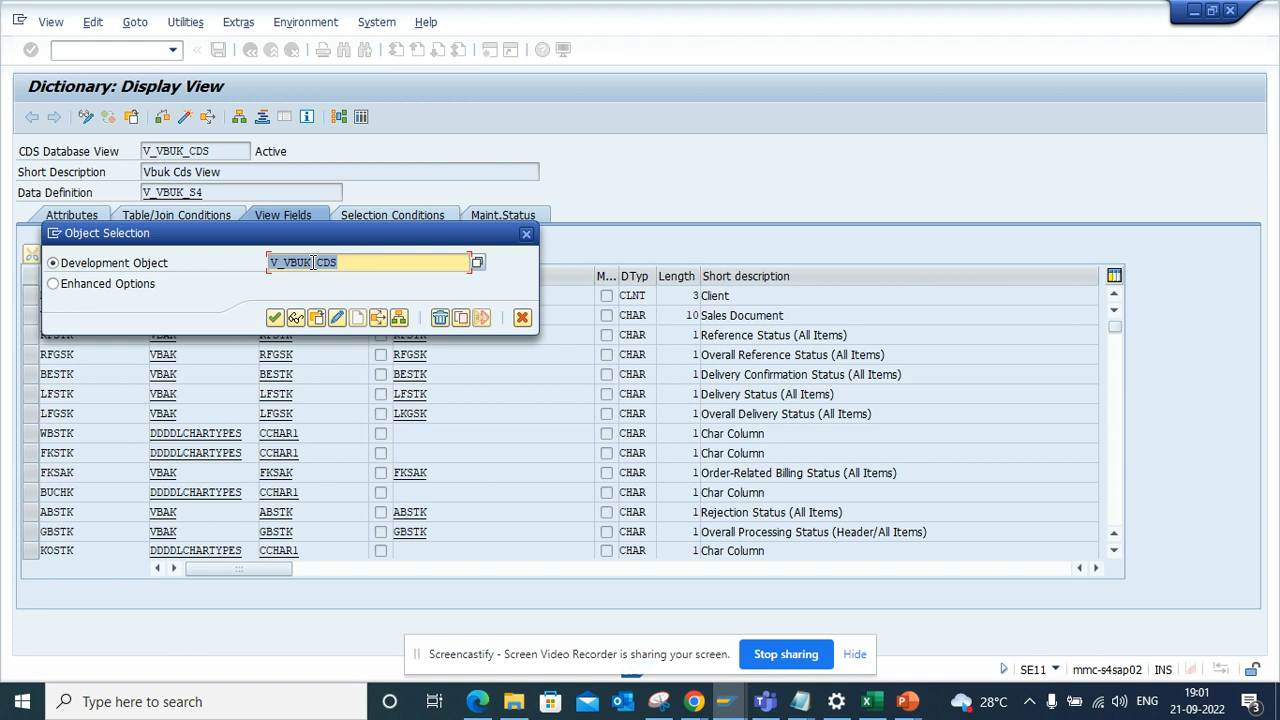 View Edit Goto Utilities Extras Environment System Help
Dictionary: Display View
CDS Database View V_VBUK_CDS Active
Short Description Vbuk Cds View
Data Definition V_VBUK_S4
Attributes Table/Join Conditions View Fields Selection Conditions Maint.Status
Object Selection
Development Object V_VBUK_CDS
Enhanced Options
M... DTyp Length Short description
CLNT 3 Client
CHAR 10 Sales Document
CHAR 1 Reference Status (All Items)
RFGSK VBAK RFGSK RFGSK CHAR 1 Overall Reference Status (All Items)
BESTK VBAK BESTK BESTK CHAR 1 Delivery Confirmation Status (All Items)
LFSTK VBAK LFSTK LFSTK CHAR 1 Delivery Status (All Items)
LFGSK VBAK LFGSK LKGSK CHAR 1 Overall Delivery Status (All Items)
WBSTK DDDDLCHARTYPES CCHAR1 CHAR 1 Char Column
FKSTK DDDDLCHARTYPES CCHAR1 CHAR 1 Char Column
FKSAK VBAK FKSAK FKSAK CHAR 1 Order-Related Billing Status (All Items)
BUCHK DDDDLCHARTYPES CCHAR1 CHAR 1 Char Column
ABSTK VBAK ABSTK ABSTK CHAR 1 Rejection Status (All Items)
GBSTK VBAK GBSTK GBSTK CHAR 1 Overall Processing Status (Header/All Items)
KOSTK DDDDLCHARTYPES CCHAR1 CHAR 1 Char Column
Screencastify - Screen Video Recorder is sharing your screen. Stop sharing Hide
SE11 mmc-s4sap02 INS
Type here to search 28°C ENG 19:01
21-09-2022 3